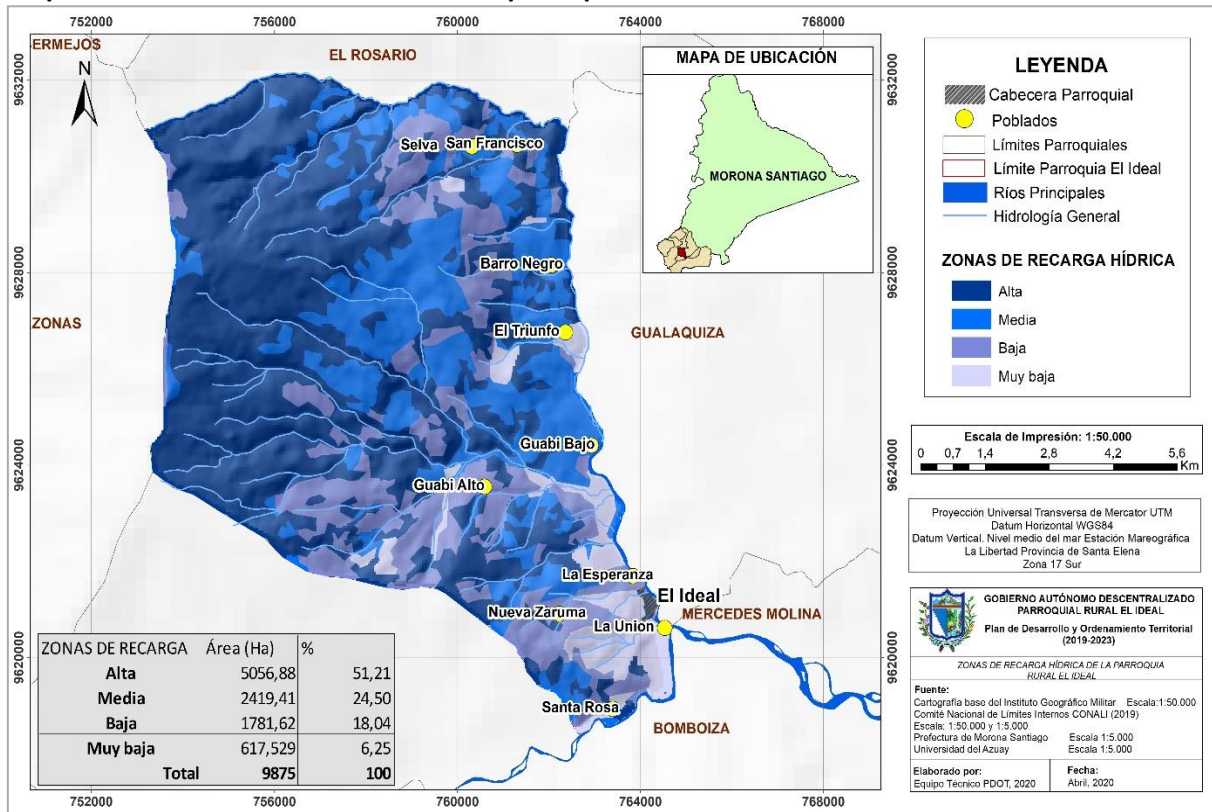 752000 756000 760000 764000 768000
BERMEJOS
EL ROSARIO
N
9632000
9628000
9624000
9620000
ZONAS
Selva San Francisco
Barro Negro
El Triunfo
GUALAQUIZA
Guabi Bajo
Guabi Alto
La Esperanza
El Ideal
Nueva Zaruma
MERCEDES MOLINA
La Union
Santa Rosa
BOMBOIZA
MAPA DE UBICACIÓN
MORONA SANTIAGO
9632000
9628000
9624000
9620000
ZONAS DE RECARGA Área (Ha) %
Alta 5056,88 51,21
Media 2419,41 24,50
Baja 1781,62 18,04
Muy baja 617,529 6,25
Total 9875 100
752000 756000 760000 764000 768000
LEYENDA
Cabecera Parroquial
Poblados
Límites Parroquiales
Límite Parroquia El Ideal
Ríos Principales
Hidrología General
ZONAS DE RECARGA HÍDRICA
Alta
Media
Baja
Muy baja
Escala de Impresión: 1:50.000
0 0,7 1,4 2,8 4,2 5,6
Km
Proyección Universal Transversa de Mercator UTM
Datum Horizontal WGS84
Datum Vertical. Nivel medio del mar Estación Mareográfica
La Libertad Provincia de Santa Elena
Zona 17 Sur
GOBIERNO AUTÓNOMO DESCENTRALIZADO
PARROQUIAL RURAL EL IDEAL
Plan de Desarrollo y Ordenamiento Territorial
(2019-2023)
ZONAS DE RECARGA HÍDRICA DE LA PARROQUIA
RURAL EL IDEAL
Fuente:
Cartografía base del Instituto Geográfico Militar Escala:1:50.000
Comité Nacional de Límites Internos CONALI (2019)
Escala: 1:50.000 y 1:5.000
Prefectura de Morona Santiago Escala 1:5.000
Universidad del Azuay Escala 1:5.000
Elaborado por:
Equipo Técnico PDOT, 2020
Fecha:
Abril, 2020